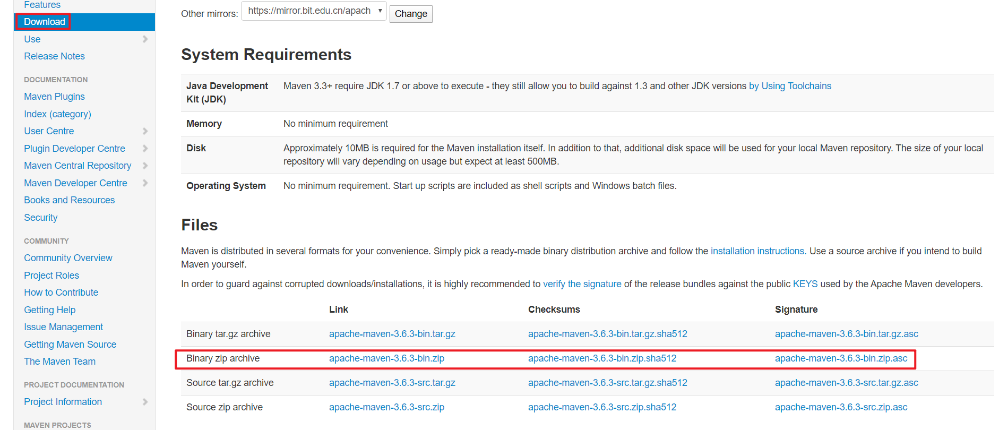 Features
Download
Use
Release Notes
DOCUMENTATION
Maven Plugins
Index (category)
User Centre
Plugin Developer Centre
Maven Central Repository
Maven Developer Centre
Books and Resources
Security
COMMUNITY
Community Overview
Project Roles
How to Contribute
Getting Help
Issue Management
Getting Maven Source
The Maven Team
PROJECT DOCUMENTATION
Project Information
MAVEN PROJECTS
Other mirrors: https://mirror.bit.edu.cn/apach Change
System Requirements
Java Development Kit (JDK) Maven 3.3+ require JDK 1.7 or above to execute - they still allow you to build against 1.3 and other JDK versions by Using Toolchains
Memory No minimum requirement
Disk Approximately 10MB is required for the Maven installation itself. In addition to that, additional disk space will be used for your local Maven repository. The size of your local
repository will vary depending on usage but expect at least 500MB.
Operating System No minimum requirement. Start up scripts are included as shell scripts and Windows batch files.
Files
Maven is distributed in several formats for your convenience. Simply pick a ready-made binary distribution archive and follow the installation instructions. Use a source archive if you intend to build
Maven yourself.
In order to guard against corrupted downloads/installations, it is highly recommended to verify the signature of the release bundles against the public KEYS used by the Apache Maven developers.
Link Checksums Signature
Binary tar.gz archive apache-maven-3.6.3-bin.tar.gz apache-maven-3.6.3-bin.tar.gz.sha512 apache-maven-3.6.3-bin.tar.gz.asc
Binary zip archive apache-maven-3.6.3-bin.zip apache-maven-3.6.3-bin.zip.sha512 apache-maven-3.6.3-bin.zip.asc
Source tar.gz archive apache-maven-3.6.3-src.tar.gz apache-maven-3.6.3-src.tar.gz.sha512 apache-maven-3.6.3-src.tar.gz.asc
Source zip archive apache-maven-3.6.3-src.zip apache-maven-3.6.3-src.zip.sha512 apache-maven-3.6.3-src.zip.asc